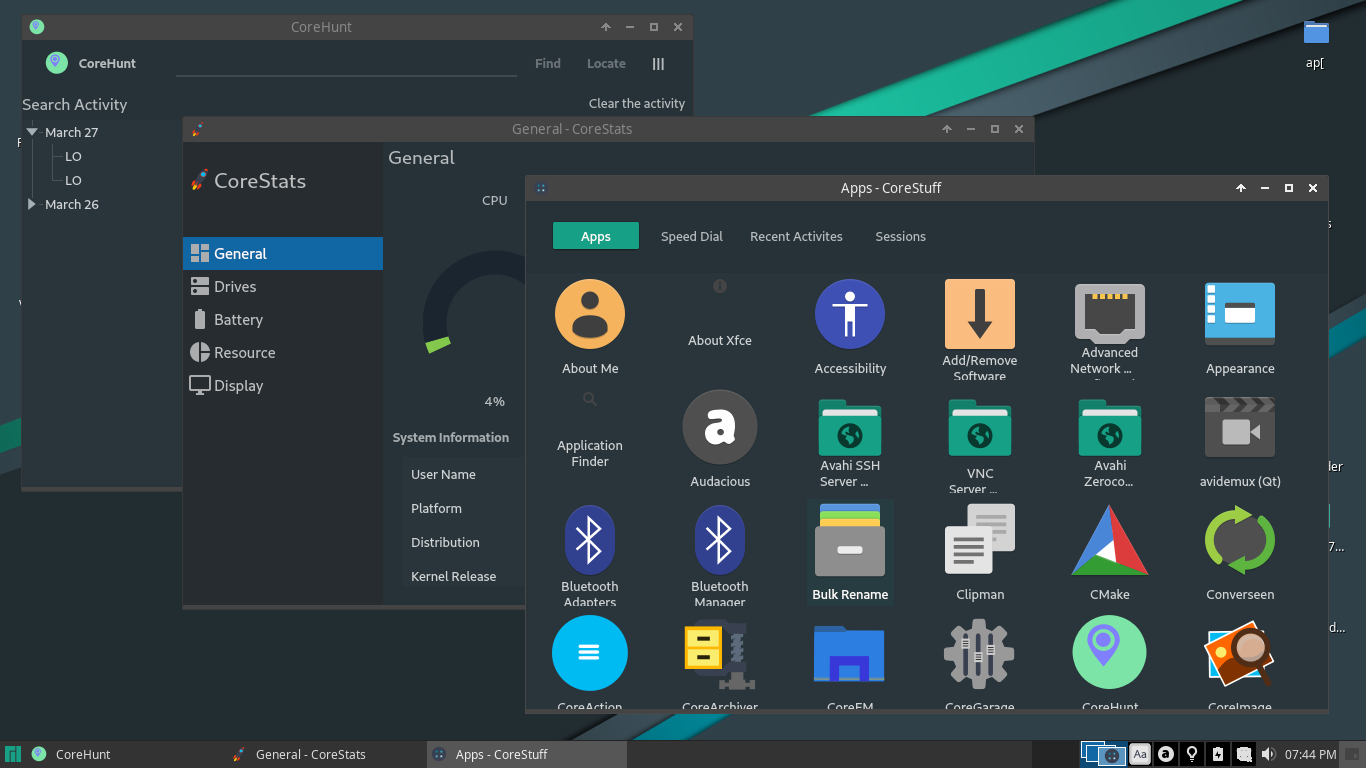 CoreHunt
CoreHunt
Find
Locate
Search Activity
Clear the activity
March 27
LO
LO
March 26
ap[
General - CoreStats
CoreStats
General
Drives
Battery
Resource
Display
General
CPU
4%
System Information
User Name
Platform
Distribution
Kernel Release
Apps - CoreStuff
Apps
Speed Dial
Recent Activites
Sessions
About Me
About Xfce
Accessibility
Add/Remove
Software
Advanced
Network ...
Appearance
Application
Finder
Audacious
Avahi SSH
Server ...
VNC
Server ...
Avahi
Zeroco...
avidemux (Qt)
Bluetooth
Adapters
Bluetooth
Manager
Bulk Rename
Clipman
CMake
Converseen
CoreAction
CoreArchiver
CoreFM
CoreGarage
CoreHunt
CoreImage
s
der
7...
d...
CoreHunt
General - CoreStats
Apps - CoreStuff
Aa
a
07:44 PM